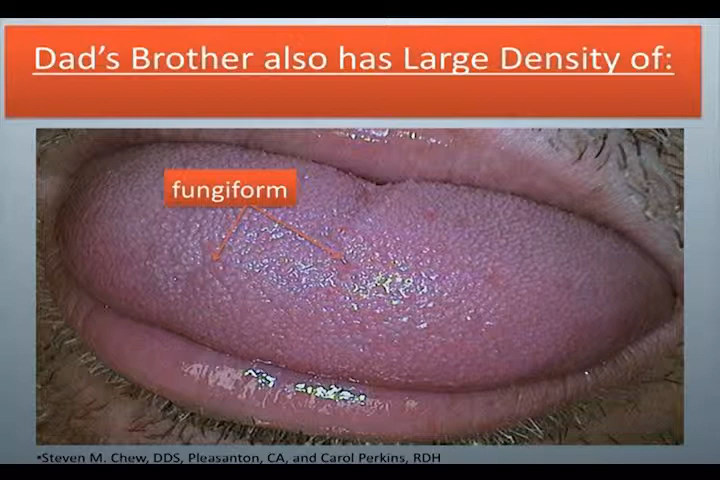 Dad's Brother also has Large Density of:
fungiform
•Steven M. Chew, DDS, Pleasanton, CA, and Carol Perkins, RDH